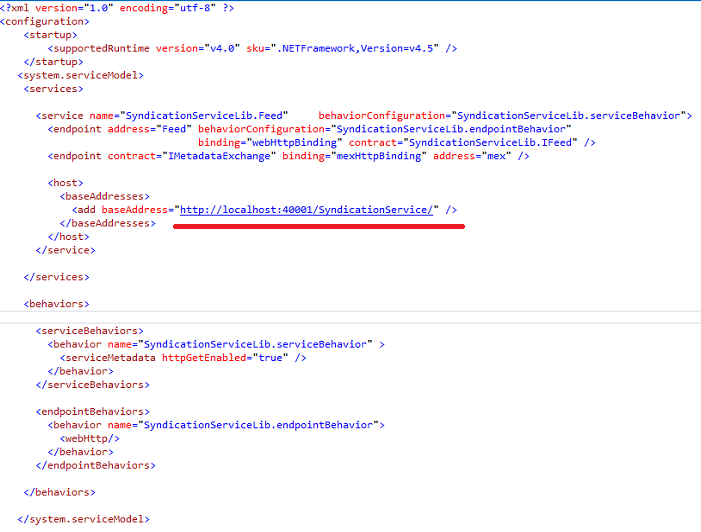 <?xml version="1.0" encoding="utf-8" ?>
<configuration>
<startup>
<supportedRuntime version="v4.0" sku=".NETFramework,Version=v4.5" />
</startup>
<system.serviceModel>
<services>
<service name="SyndicationServiceLib.Feed" behaviorConfiguration="SyndicationServiceLib.serviceBehavior">
<endpoint address="Feed" behaviorConfiguration="SyndicationServiceLib.endpointBehavior"
binding="webHttpBinding" contract="SyndicationServiceLib.IFeed" />
<endpoint contract="IMetadataExchange" binding="mexHttpBinding" address="mex" />
<host>
<baseAddresses>
<add baseAddress="http://localhost:40001/SyndicationService/" />
</baseAddresses>
</host>
</service>
</services>
<behaviors>
<serviceBehaviors>
<behavior name="SyndicationServiceLib.serviceBehavior" >
<serviceMetadata httpGetEnabled="true" />
</behavior>
</serviceBehaviors>
<endpointBehaviors>
<behavior name="SyndicationServiceLib.endpointBehavior">
<webHttp/>
</behavior>
</endpointBehaviors>
</behaviors>
</system.serviceModel>